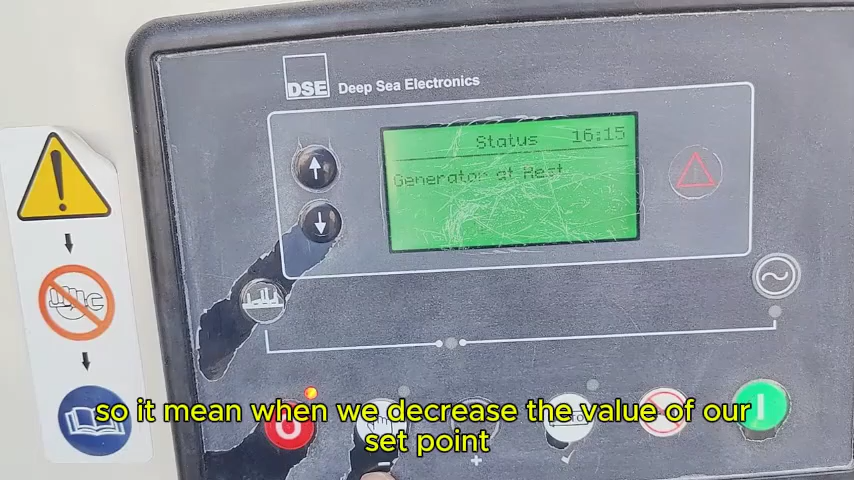 DSE Deep Sea Electronics
Status 16:15
Generator at Rest
so it mean when we decrease the value of our
set point